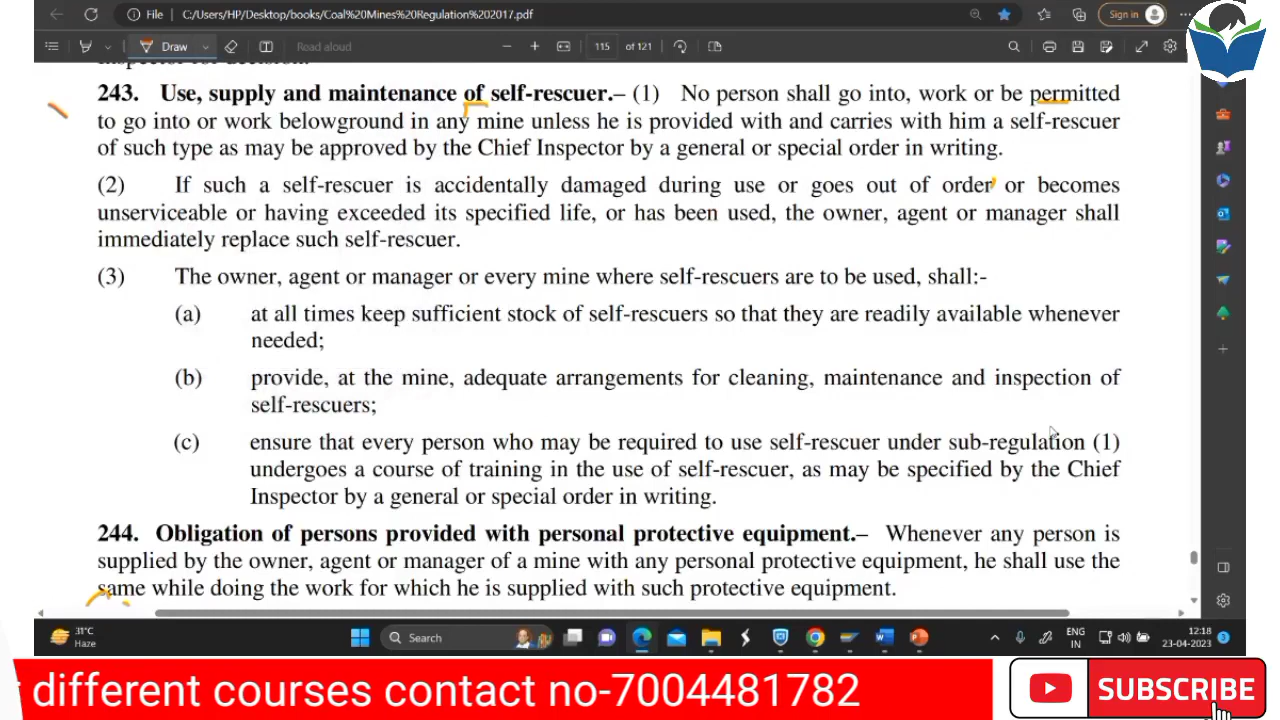 File
C:/Users/HP/Desktop/books/Coal%20Mines%20Regulation%202017.pdf
Sign in
Draw
Read aloud
115 of 121
inspector for decision.
243. Use, supply and maintenance of self-rescuer.– (1) No person shall go into, work or be permitted
to go into or work belowground in any mine unless he is provided with and carries with him a self-rescuer
of such type as may be approved by the Chief Inspector by a general or special order in writing.
(2) If such a self-rescuer is accidentally damaged during use or goes out of order or becomes
unserviceable or having exceeded its specified life, or has been used, the owner, agent or manager shall
immediately replace such self-rescuer.
(3) The owner, agent or manager or every mine where self-rescuers are to be used, shall:-
(a) at all times keep sufficient stock of self-rescuers so that they are readily available whenever
needed;
(b) provide, at the mine, adequate arrangements for cleaning, maintenance and inspection of
self-rescuers;
(c) ensure that every person who may be required to use self-rescuer under sub-regulation (1)
undergoes a course of training in the use of self-rescuer, as may be specified by the Chief
Inspector by a general or special order in writing.
244. Obligation of persons provided with personal protective equipment.– Whenever any person is
supplied by the owner, agent or manager of a mine with any personal protective equipment, he shall use the
same while doing the work for which he is supplied with such protective equipment.
31°C
Haze
Search
ENG
IN
12:18
23-04-2023
3
different courses contact no-7004481782
SUBSCRIBE